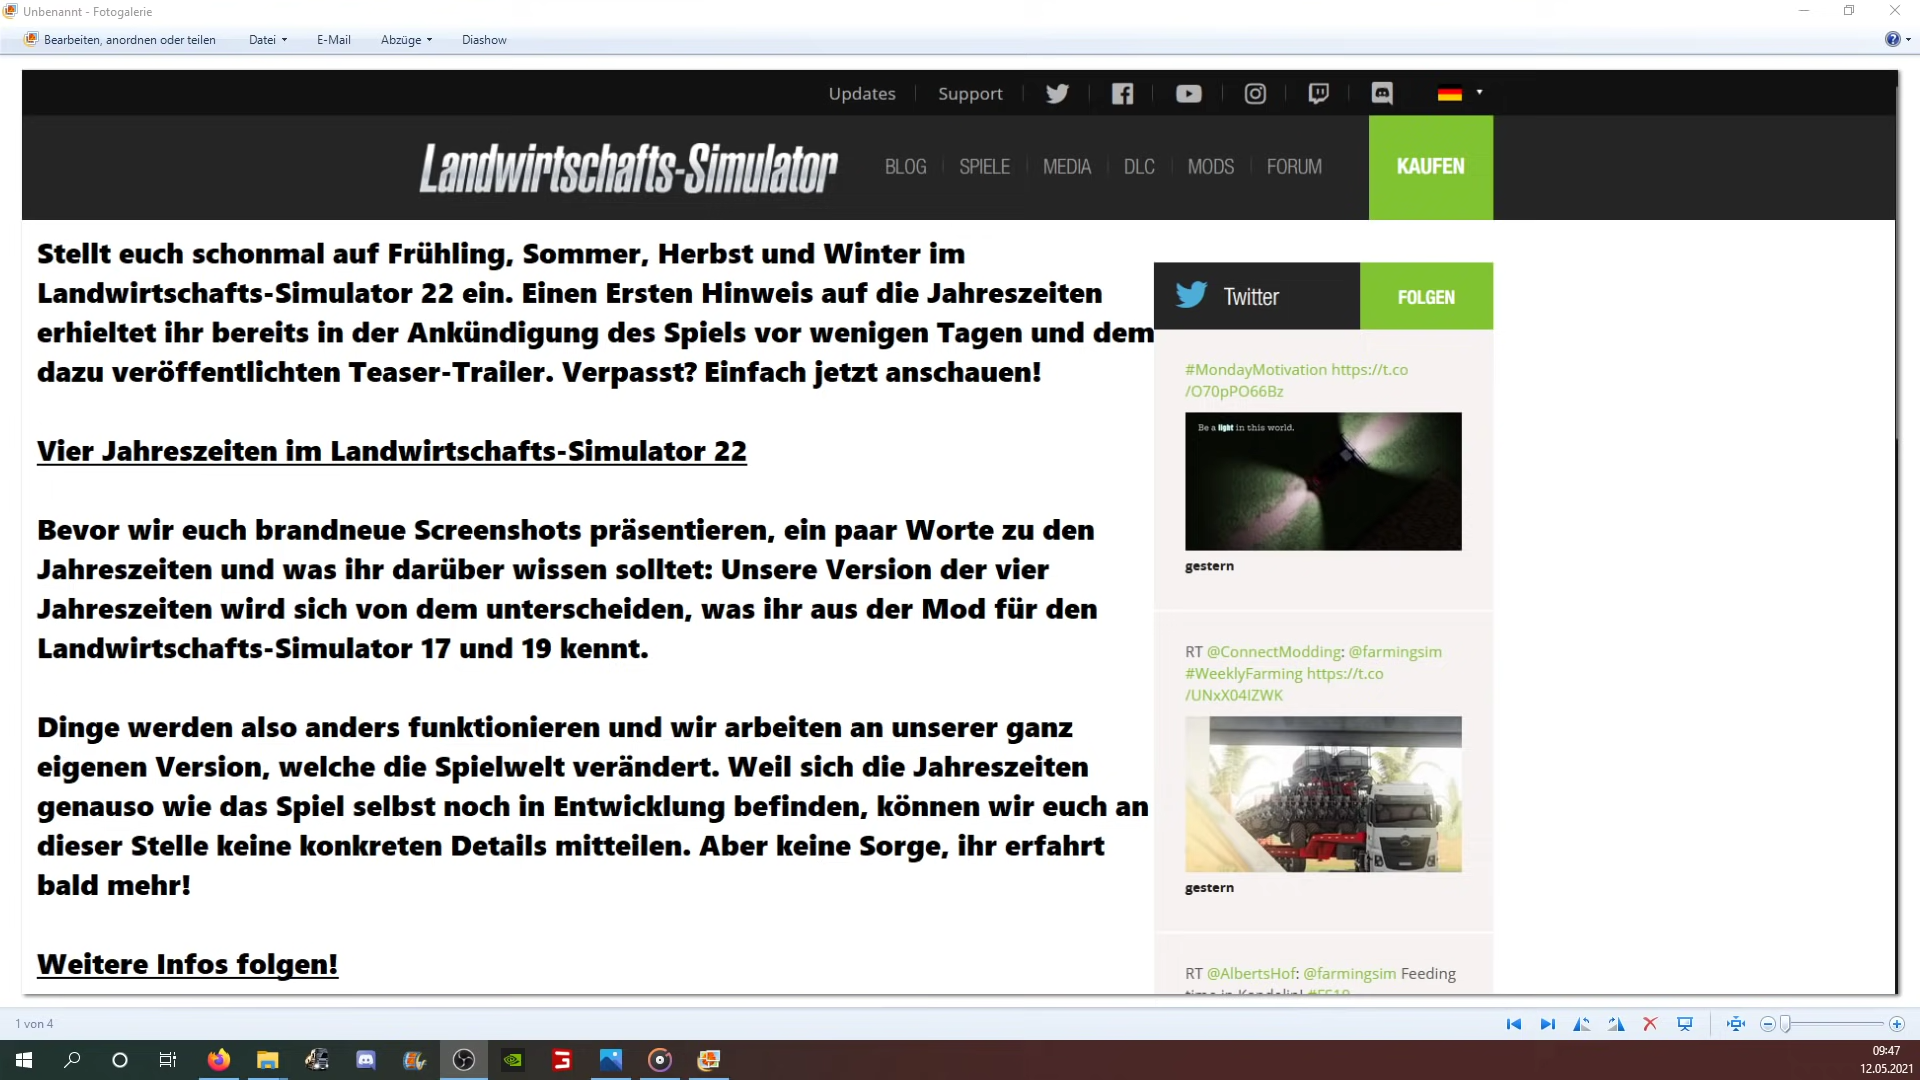 Unbenannt - Fotogalerie
Bearbeiten, anordnen oder teilen Datei E-Mail Abzüge Diashow
Updates Support
Landwirtschafts-Simulator BLOG SPIELE MEDIA DLC MODS FORUM KAUFEN
Stellt euch schonmal auf Frühling, Sommer, Herbst und Winter im
Landwirtschafts-Simulator 22 ein. Einen Ersten Hinweis auf die Jahreszeiten
erhieltet ihr bereits in der Ankündigung des Spiels vor wenigen Tagen und dem
dazu veröffentlichten Teaser-Trailer. Verpasst? Einfach jetzt anschauen!
Vier Jahreszeiten im Landwirtschafts-Simulator 22
Bevor wir euch brandneue Screenshots präsentieren, ein paar Worte zu den
Jahreszeiten und was ihr darüber wissen solltet: Unsere Version der vier
Jahreszeiten wird sich von dem unterscheiden, was ihr aus der Mod für den
Landwirtschafts-Simulator 17 und 19 kennt.
Dinge werden also anders funktionieren und wir arbeiten an unserer ganz
eigenen Version, welche die Spielwelt verändert. Weil sich die Jahreszeiten
genauso wie das Spiel selbst noch in Entwicklung befinden, können wir euch an
dieser Stelle keine konkreten Details mitteilen. Aber keine Sorge, ihr erfahrt
bald mehr!
Weitere Infos folgen!
Twitter FOLGEN
#MondayMotivation https://t.co
/O70pPO66Bz
Be a light in this world.
gestern
RT @ConnectModding: @farmingsim
#WeeklyFarming https://t.co
/UNxX04IZWK
gestern
RT @AlbertsHof: @farmingsim Feeding
1 von 4
09:47
12.05.2021